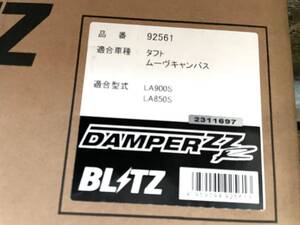 TZ
品 番 92561
適合車種 タフト
ムーヴキャンバス
適合型式 LA900S
LA850S
2311697
DAMPER ZZ R
BLITZ